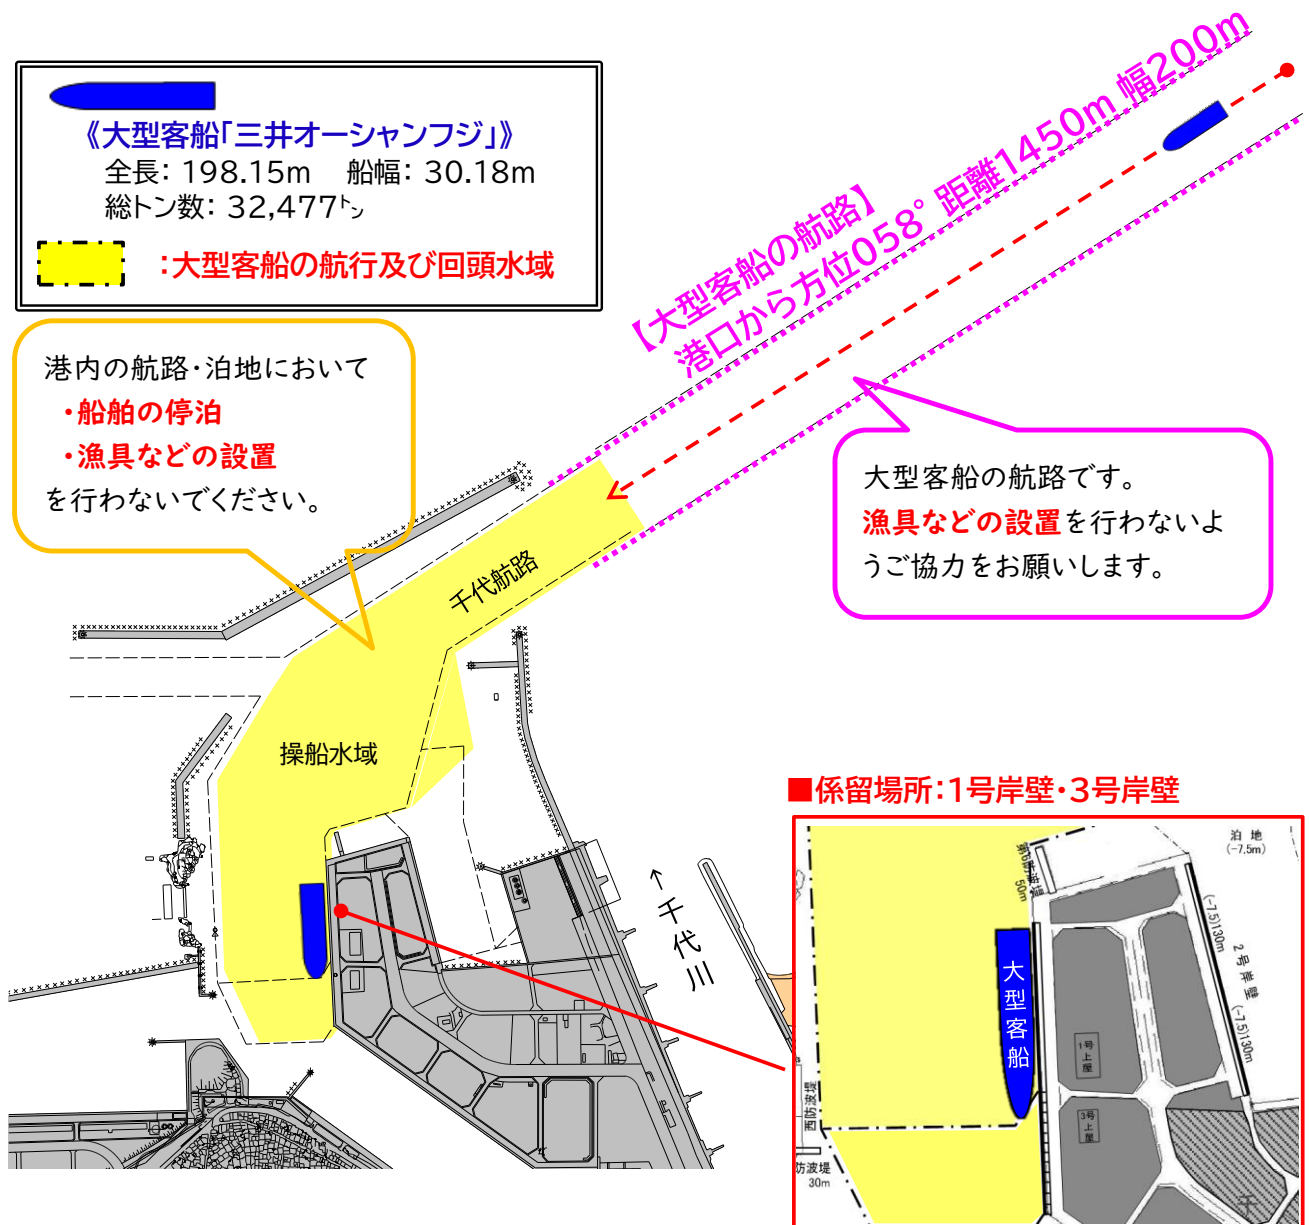 《大型客船「三井オーシャンフジ」》
全長: 198.15m　船幅: 30.18m
総トン数: 32,477㌧
:大型客船の航行及び回頭水域
【大型客船の航路】
港口から方位058° 距離1450m 幅200m
港内の航路・泊地において
・船舶の停泊
・漁具などの設置
を行わないでください。
大型客船の航路です。
漁具などの設置を行わないよ
うご協力をお願いします。
千代航路
操船水域
←千代川
■係留場所:1号岸壁・3号岸壁
泊 地
(-7.5m)
50m
(-7.5)130m
2号岸壁
(-7.5)130m
大型客船
1号上屋
3号上屋
西防波堤
防波堤
30m
千